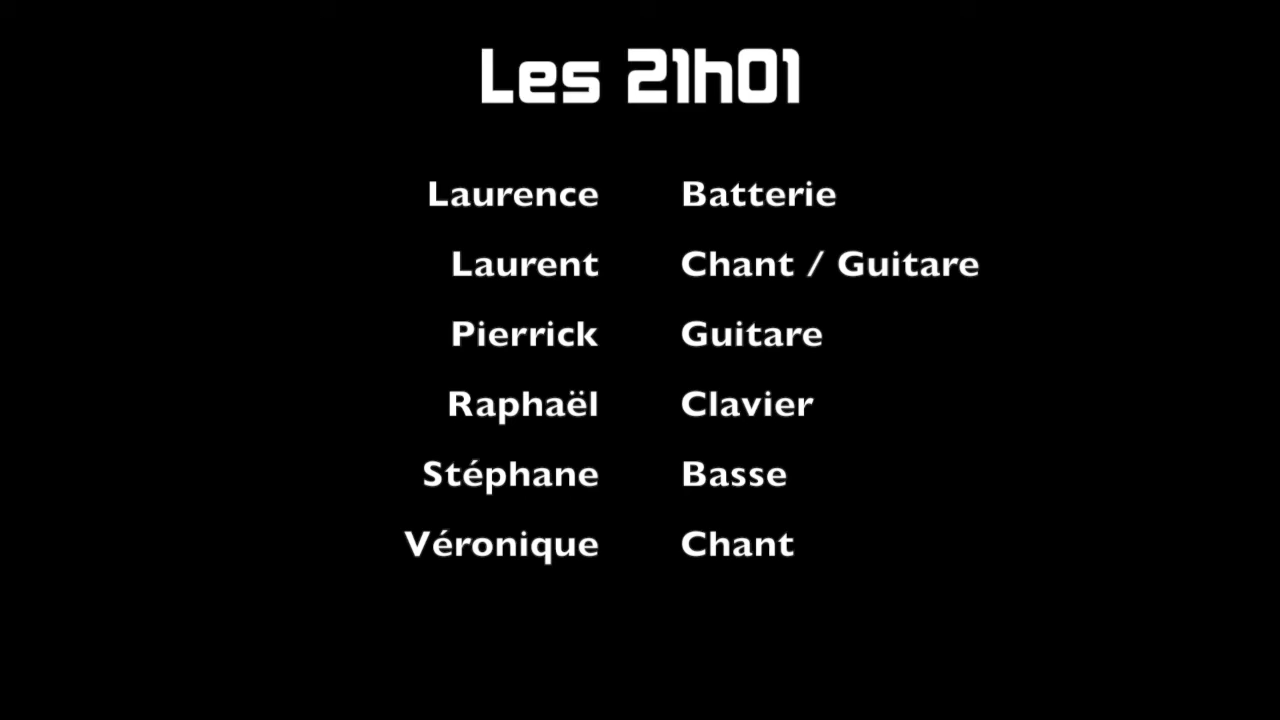 Les 21h01
Laurence Batterie
Laurent Chant / Guitare
Pierrick Guitare
Raphaël Clavier
Stéphane Basse
Véronique Chant